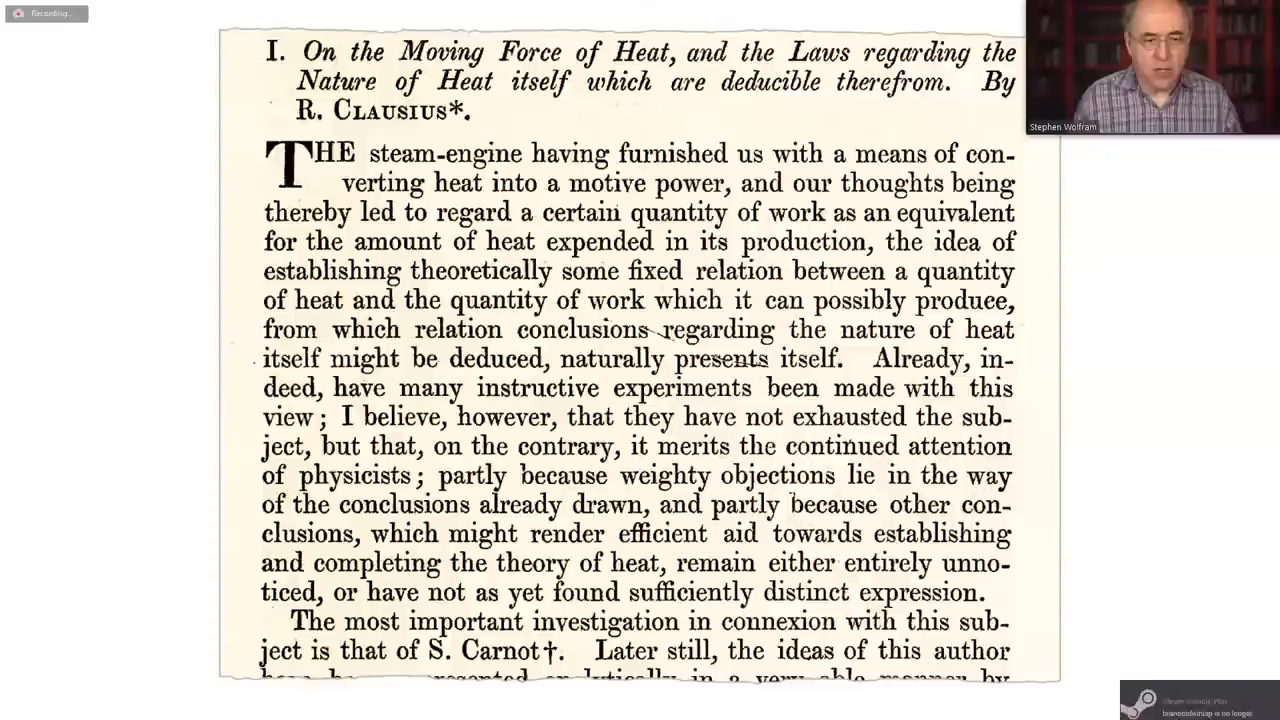 Recording...
I. On the Moving Force of Heat, and the Laws regarding the
Nature of Heat itself which are deducible therefrom. By
R. CLAUSIUS*.
THE steam-engine having furnished us with a means of con-
verting heat into a motive power, and our thoughts being
thereby led to regard a certain quantity of work as an equivalent
for the amount of heat expended in its production, the idea of
establishing theoretically some fixed relation between a quantity
of heat and the quantity of work which it can possibly produce,
from which relation conclusions regarding the nature of heat
itself might be deduced, naturally presents itself. Already, in-
deed, have many instructive experiments been made with this
view; I believe, however, that they have not exhausted the sub-
ject, but that, on the contrary, it merits the continued attention
of physicists; partly because weighty objections lie in the way
of the conclusions already drawn, and partly because other con-
clusions, which might render efficient aid towards establishing
and completing the theory of heat, remain either entirely unno-
ticed, or have not as yet found sufficiently distinct expression.
The most important investigation in connexion with this sub-
ject is that of S. Carnot†. Later still, the ideas of this author
in a very able manner by
Stephen Wolfram
is no longer